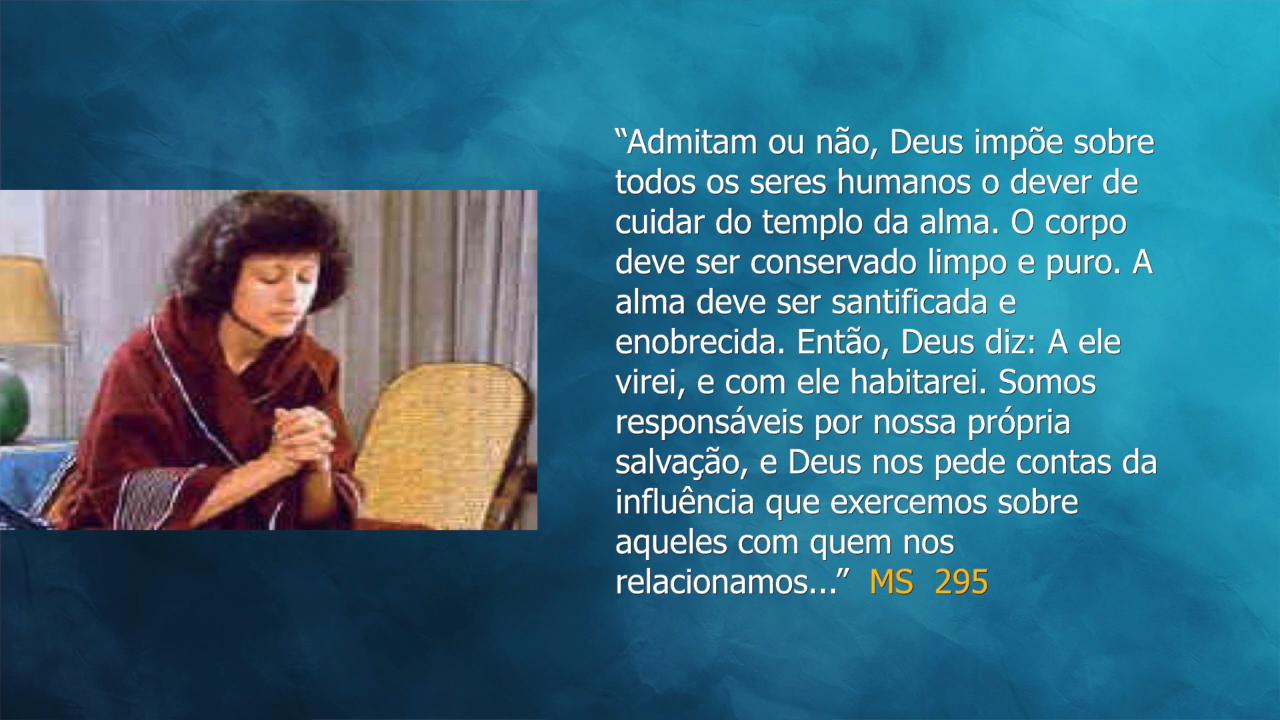 “Admitam ou não, Deus impõe sobre
todos os seres humanos o dever de
cuidar do templo da alma. O corpo
deve ser conservado limpo e puro. A
alma deve ser santificada e
enobrecida. Então, Deus diz: A ele
virei, e com ele habitarei. Somos
responsáveis por nossa própria
salvação, e Deus nos pede contas da
influência que exercemos sobre
aqueles com quem nos
relacionamos...”  MS  295